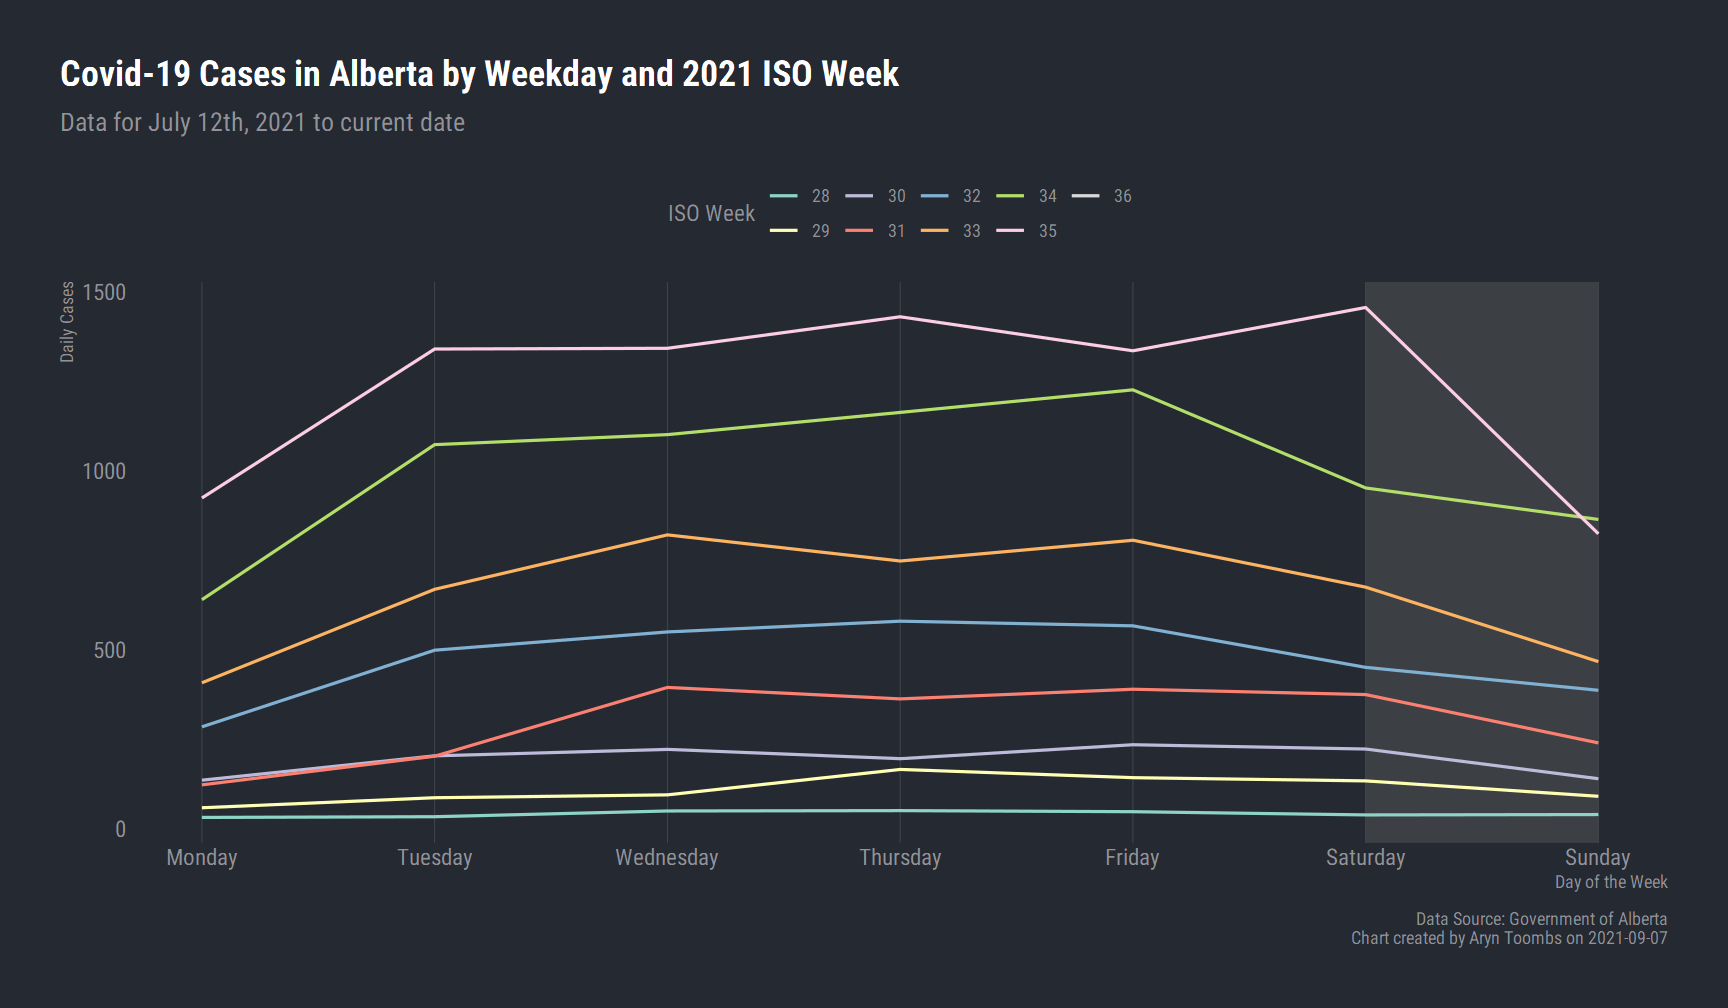 Covid-19 Cases in Alberta by Weekday and 2021 ISO Week
Data for July 12th, 2021 to current date
ISO Week
28 30 32 34 36
29 31 33 35
Daily Cases
1500
1000
500
0
Monday Tuesday Wednesday Thursday Friday Saturday Sunday
Day of the Week
Data Source: Government of Alberta
Chart created by Aryn Toombs on 2021-09-07